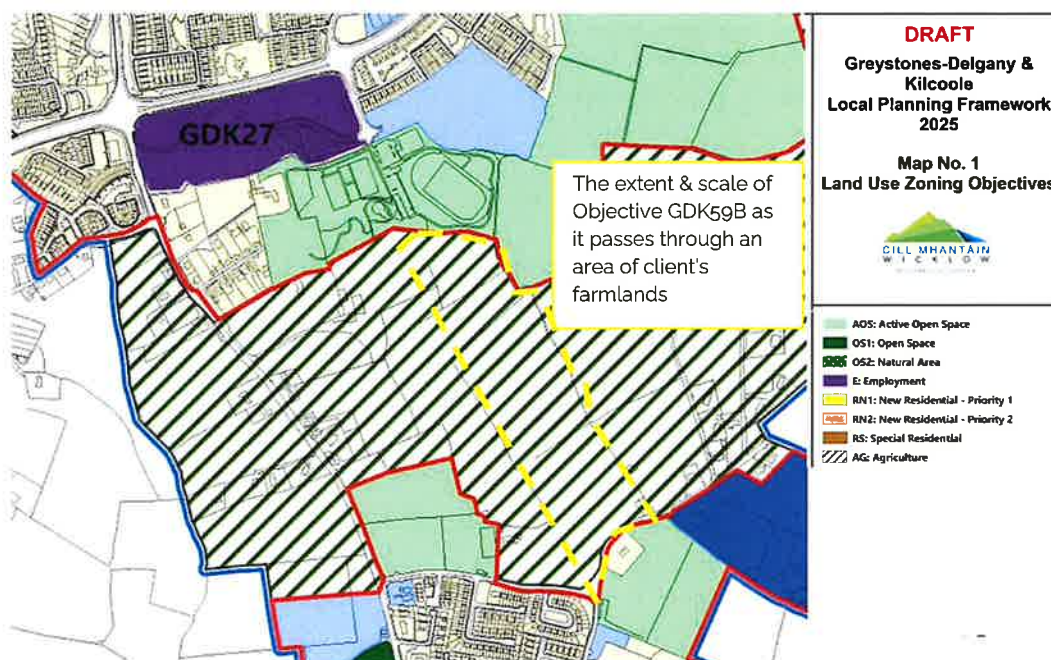 GDK27
The extent & scale of
Objective GDK59B as
it passes through an
area of client's
farmlands
DRAFT
Greystones-Delgany &
Kilcoole
Local Planning Framework
2025
Map No. 1
Land Use Zoning Objectives
CILL MHANTÁIN
WICKLOW
AOS: Active Open Space
OS1: Open Space
OS2: Natural Area
E: Employment
RN1: New Residential - Priority 1
RN2: New Residential - Priority 2
RS: Special Residential
AG: Agriculture